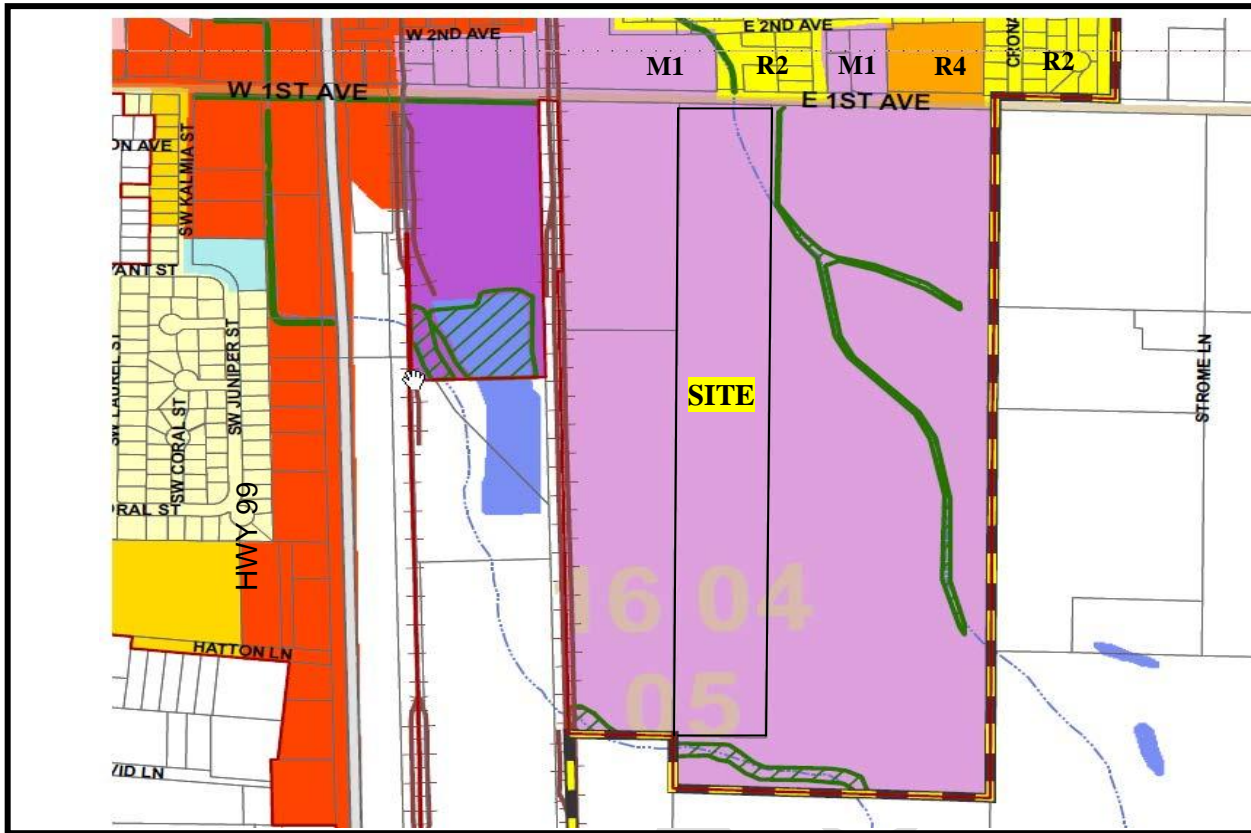 W 2ND AVE
E 2ND AVE
CRONA
M1
R2
M1
R4
R2
W 1ST AVE
E 1ST AVE
ON AVE
SW KALMIA ST
YANT ST
SW LAUREL ST
SW CORAL ST
SW JUNIPER ST
SITE
STROME LN
ORAL ST
HWY 99
16 04
05
HATTON LN
VID LN